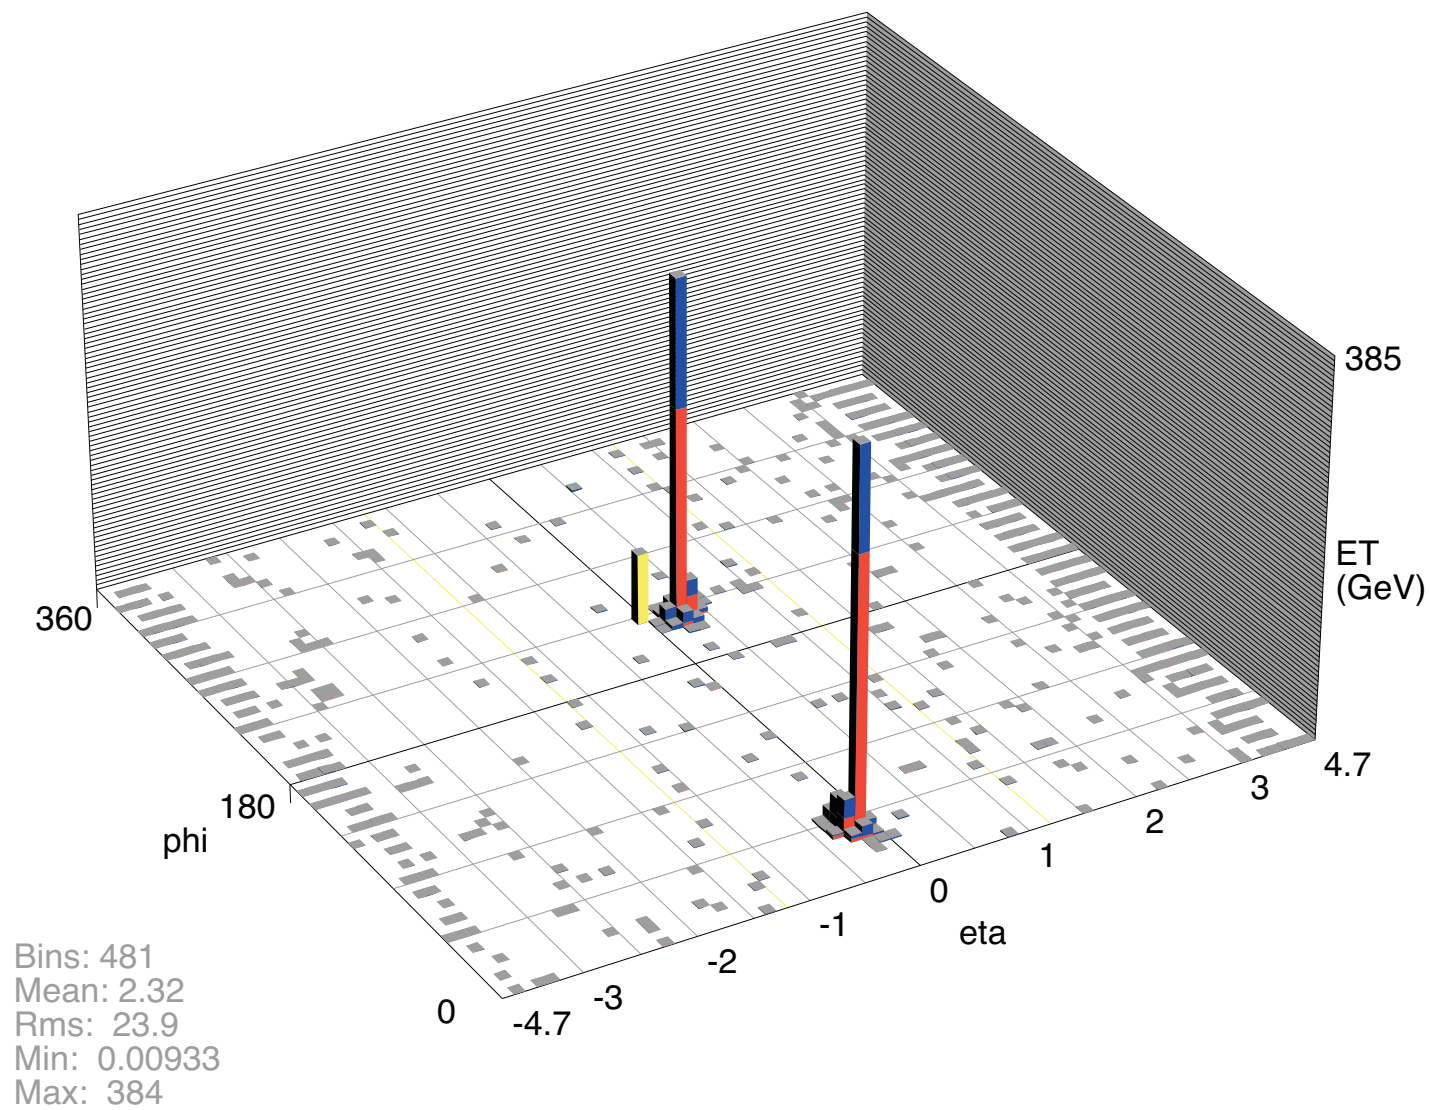 385
ET
(GeV)
360
180
phi
4.7
3
2
1
0
eta
-1
-2
-3
-4.7
0
Bins: 481
Mean: 2.32
Rms: 23.9
Min: 0.00933
Max: 384